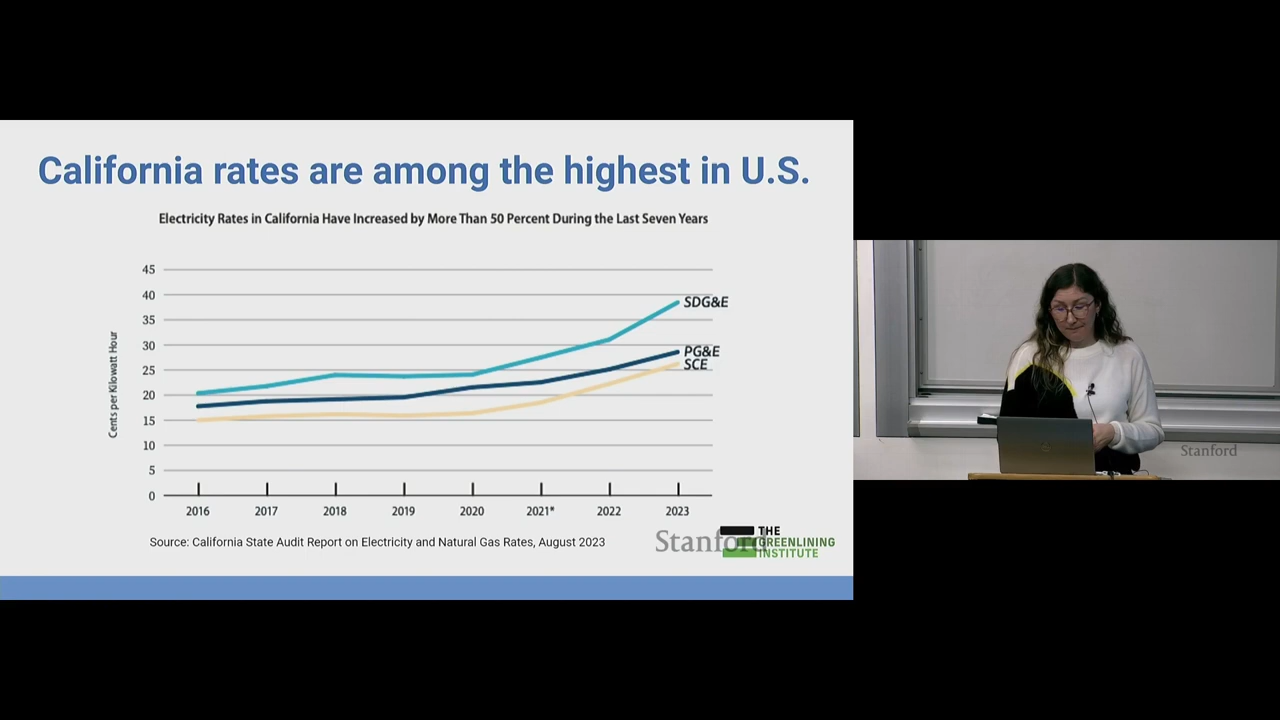 California rates are among the highest in U.S.
Electricity Rates in California Have Increased by More Than 50 Percent During the Last Seven Years
Cents per Kilowatt Hour
45
40
35
30
25
20
15
10
5
0
SDG&E
PG&E
SCE
2016 2017 2018 2019 2020 2021* 2022 2023
Source: California State Audit Report on Electricity and Natural Gas Rates, August 2023
Stanford
THE
GREENLINING
INSTITUTE
Stanford